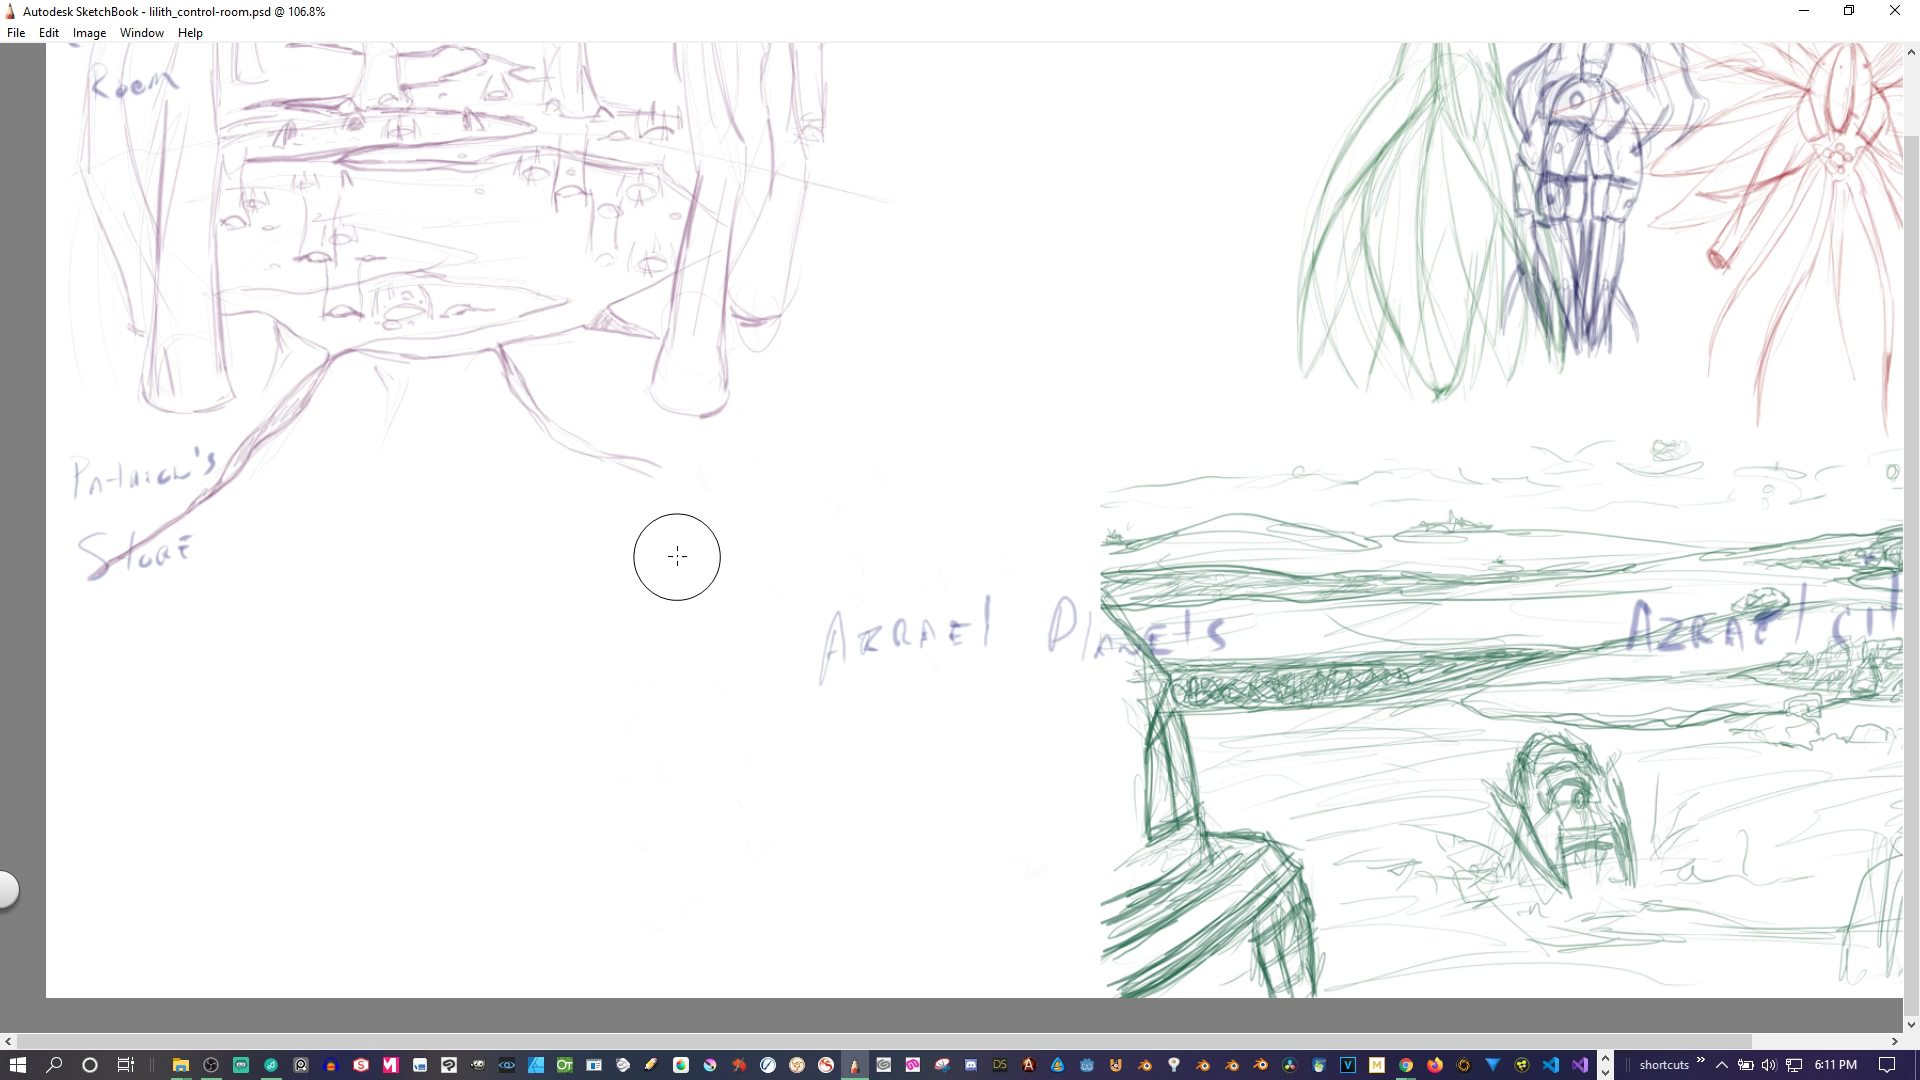 Autodesk SketchBook - lilith_control-room.psd @ 106.8%
File Edit Image Window Help
Room
Store
AZRAEl PlANEts
AZRAEl
shortcuts
6:11 PM